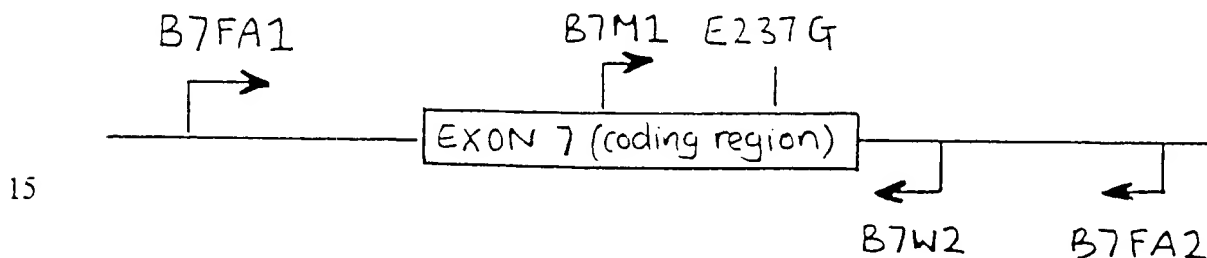 B7FA1 B7M1 E237G
EXON 7 (coding region)
15
B7W2 B7FA2